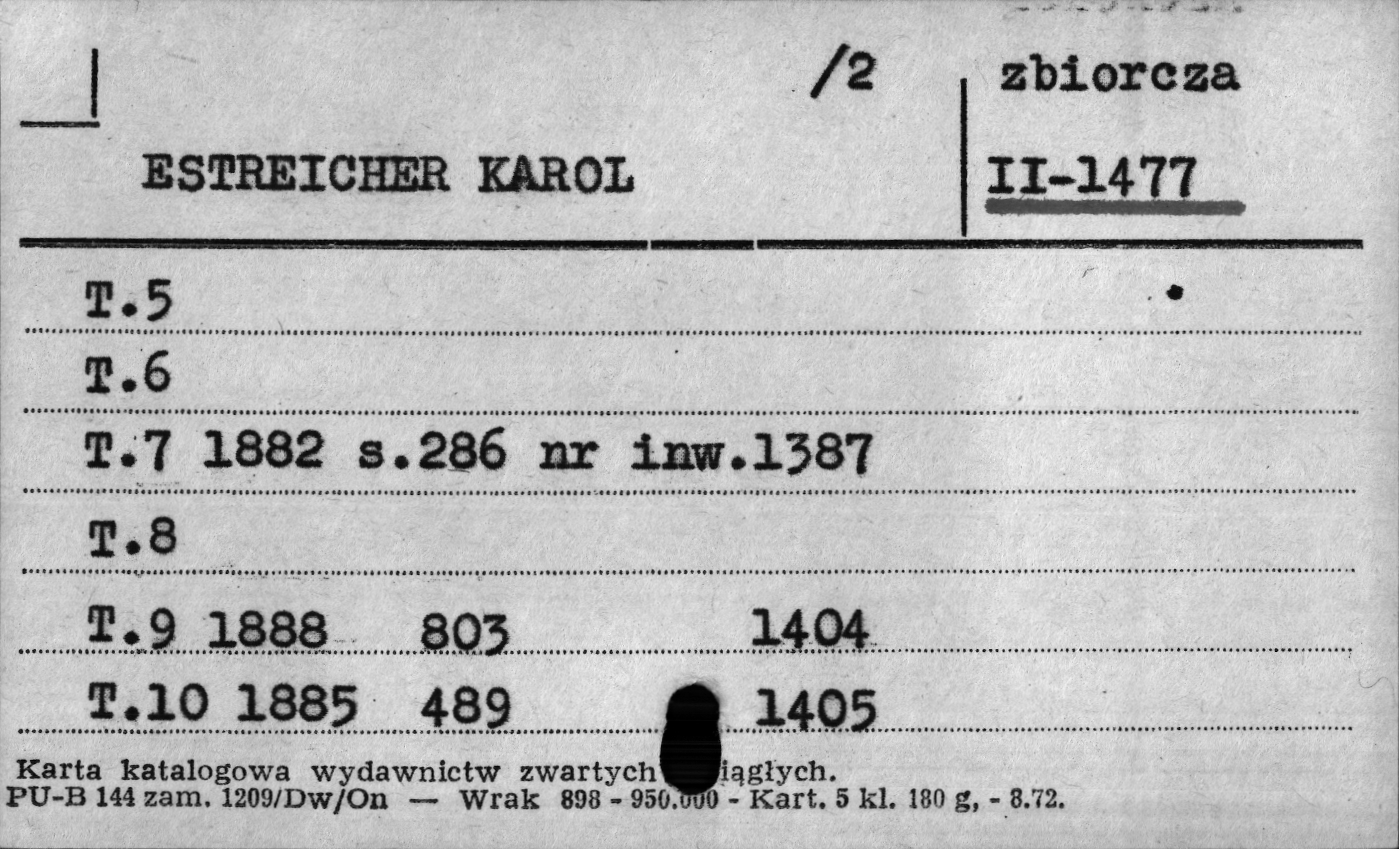 /2 zbiorcza
ESTREICHER KAROL II-1477
T.5
T.6
T.7 1882 s.286 nr inw.1387
T.8
T.9 1888 803 1404
T.10 1885 489 1405
Karta katalogowa wydawnictw zwartych iągłych.
PU-B 144 zam. 1209/Dw/On — Wrak 898 - 950.000 - Kart. 5 kl. 180 g, - 8.72.